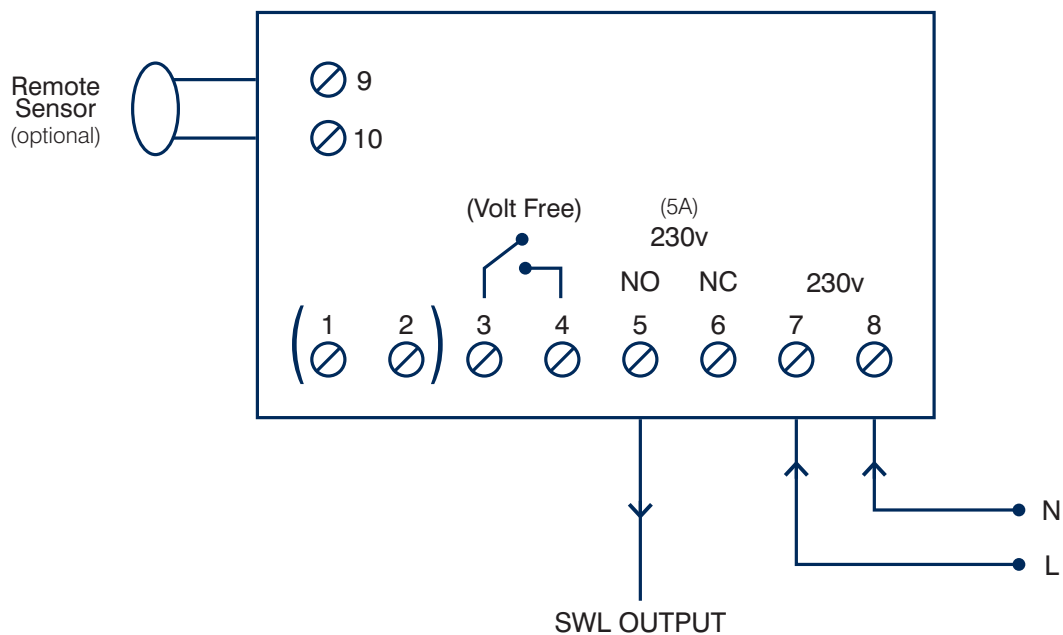 Remote
Sensor
(optional)
9
10
(Volt Free)
(5A)
230v
NO NC 230v
( 1 2 ) 3 4 5 6 7 8
N
L
SWL OUTPUT